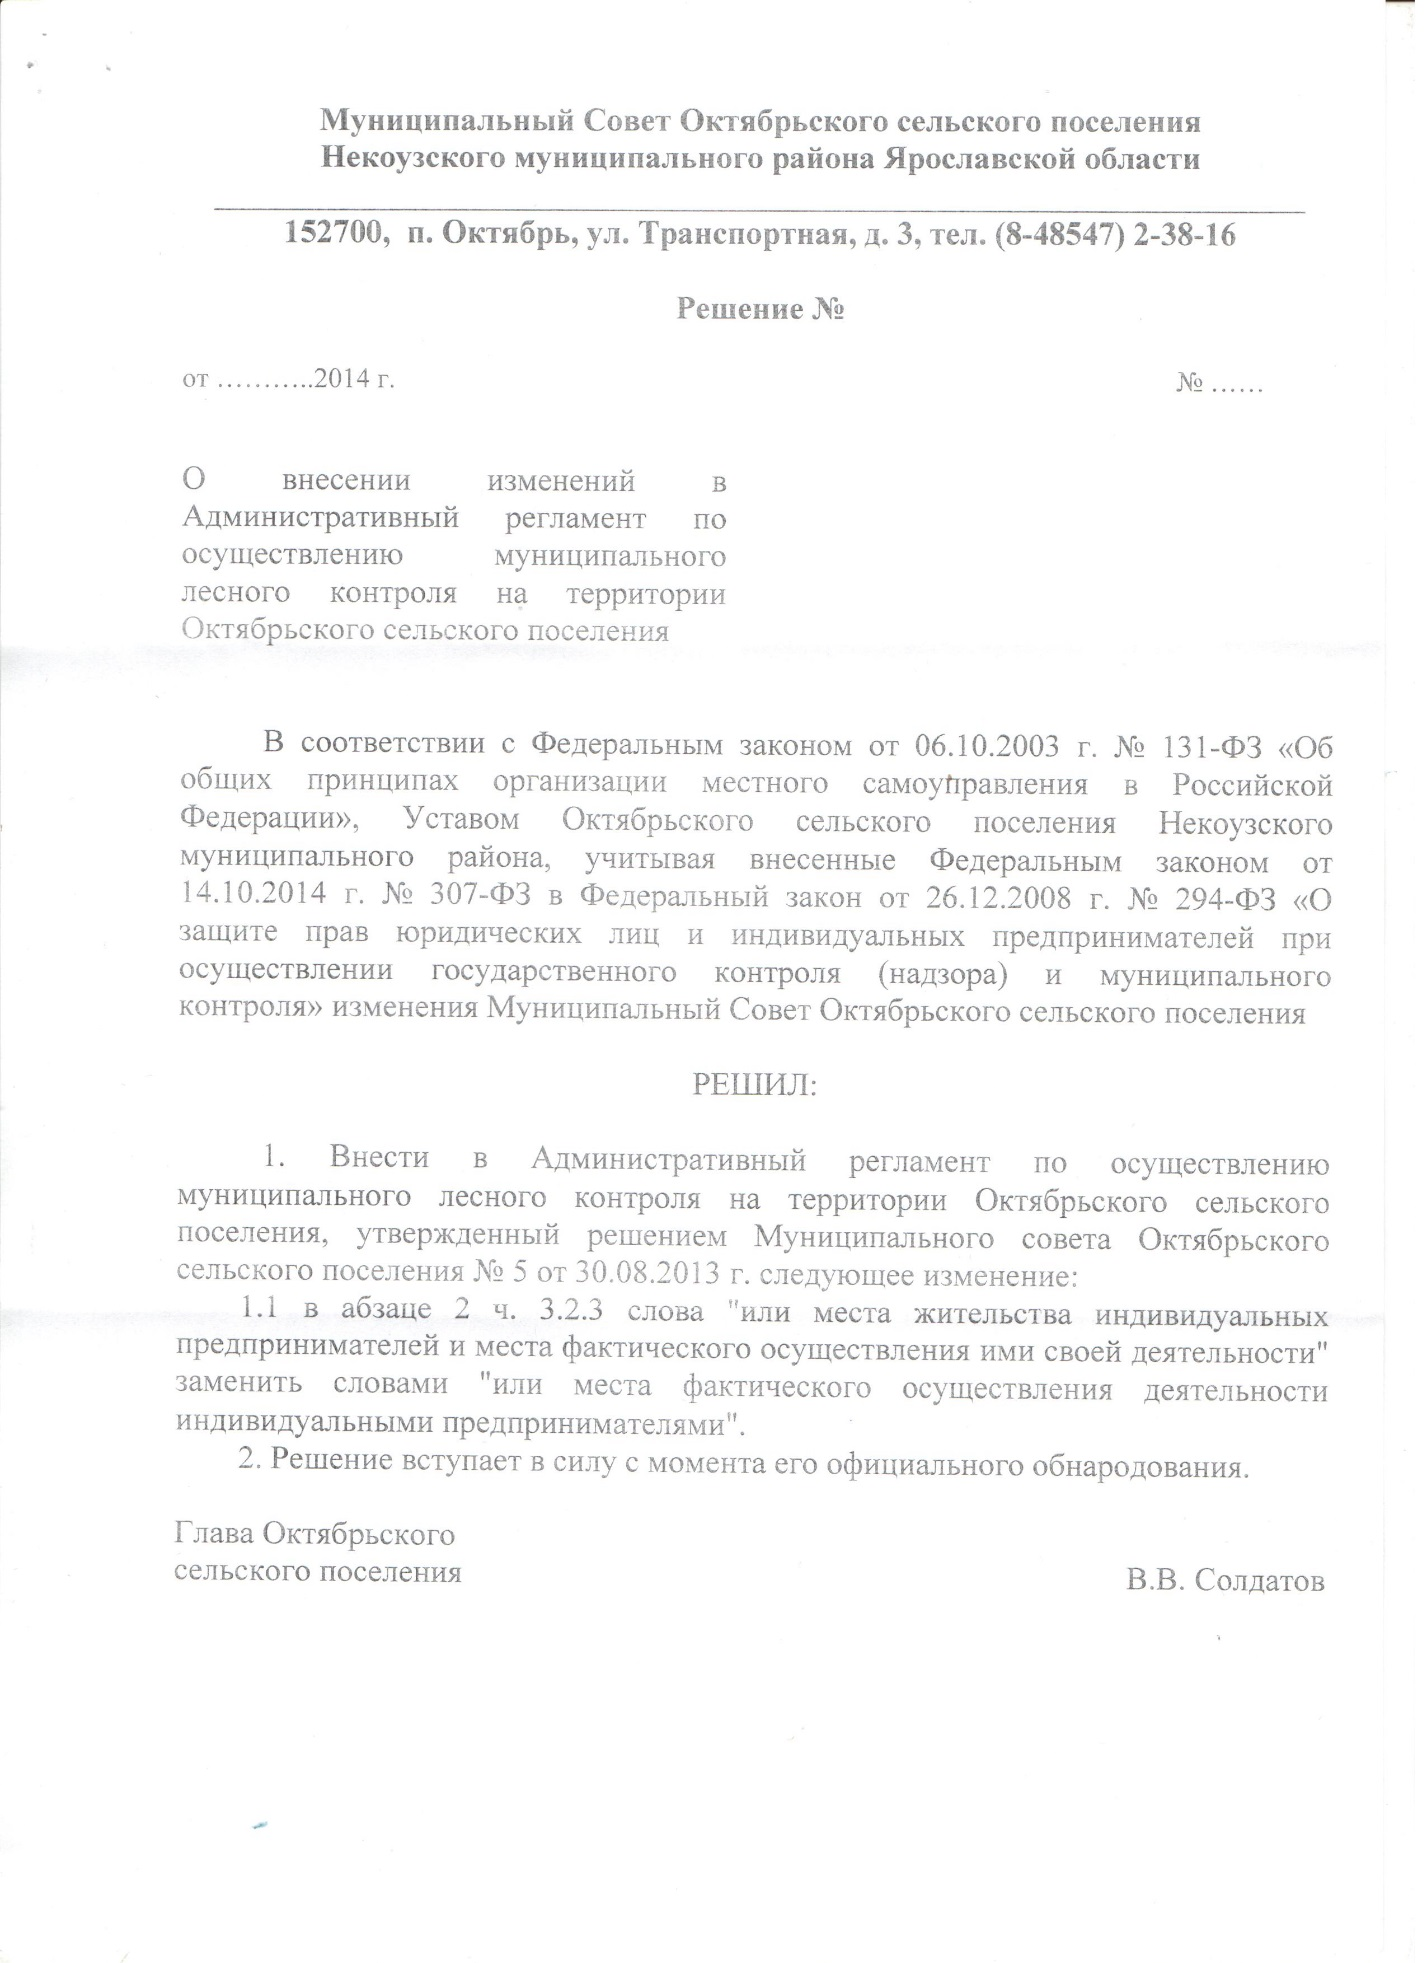 Муниципальный Совет Октябрьского сельского поселения
Некоузского муниципального района Ярославской области
152700, п. Октябрь, ул. Транспортная, д. 3, тел. (8-48547) 2-38-16
Решение №
от ………..2014 г. № ……
О внесении изменений в
Административный регламент по
осуществлению муниципального
лесного контроля на территории
Октябрьского сельского поселения
В соответствии с Федеральным законом от 06.10.2003 г. № 131-ФЗ «Об
общих принципах организации местного самоуправления в Российской
Федерации», Уставом Октябрьского сельского поселения Некоузского
муниципального района, учитывая внесенные Федеральным законом от
14.10.2014 г. № 307-ФЗ в Федеральный закон от 26.12.2008 г. № 294-ФЗ «О
защите прав юридических лиц и индивидуальных предпринимателей при
осуществлении государственного контроля (надзора) и муниципального
контроля» изменения Муниципальный Совет Октябрьского сельского поселения
РЕШИЛ:
1. Внести в Административный регламент по осуществлению
муниципального лесного контроля на территории Октябрьского сельского
поселения, утвержденный решением Муниципального совета Октябрьского
сельского поселения № 5 от 30.08.2013 г. следующее изменение:
1.1 в абзаце 2 ч. 3.2.3 слова "или места жительства индивидуальных
предпринимателей и места фактического осуществления ими своей деятельности"
заменить словами "или места фактического осуществления деятельности
индивидуальными предпринимателями".
2. Решение вступает в силу с момента его официального обнародования.
Глава Октябрьского
сельского поселения В.В. Солдатов